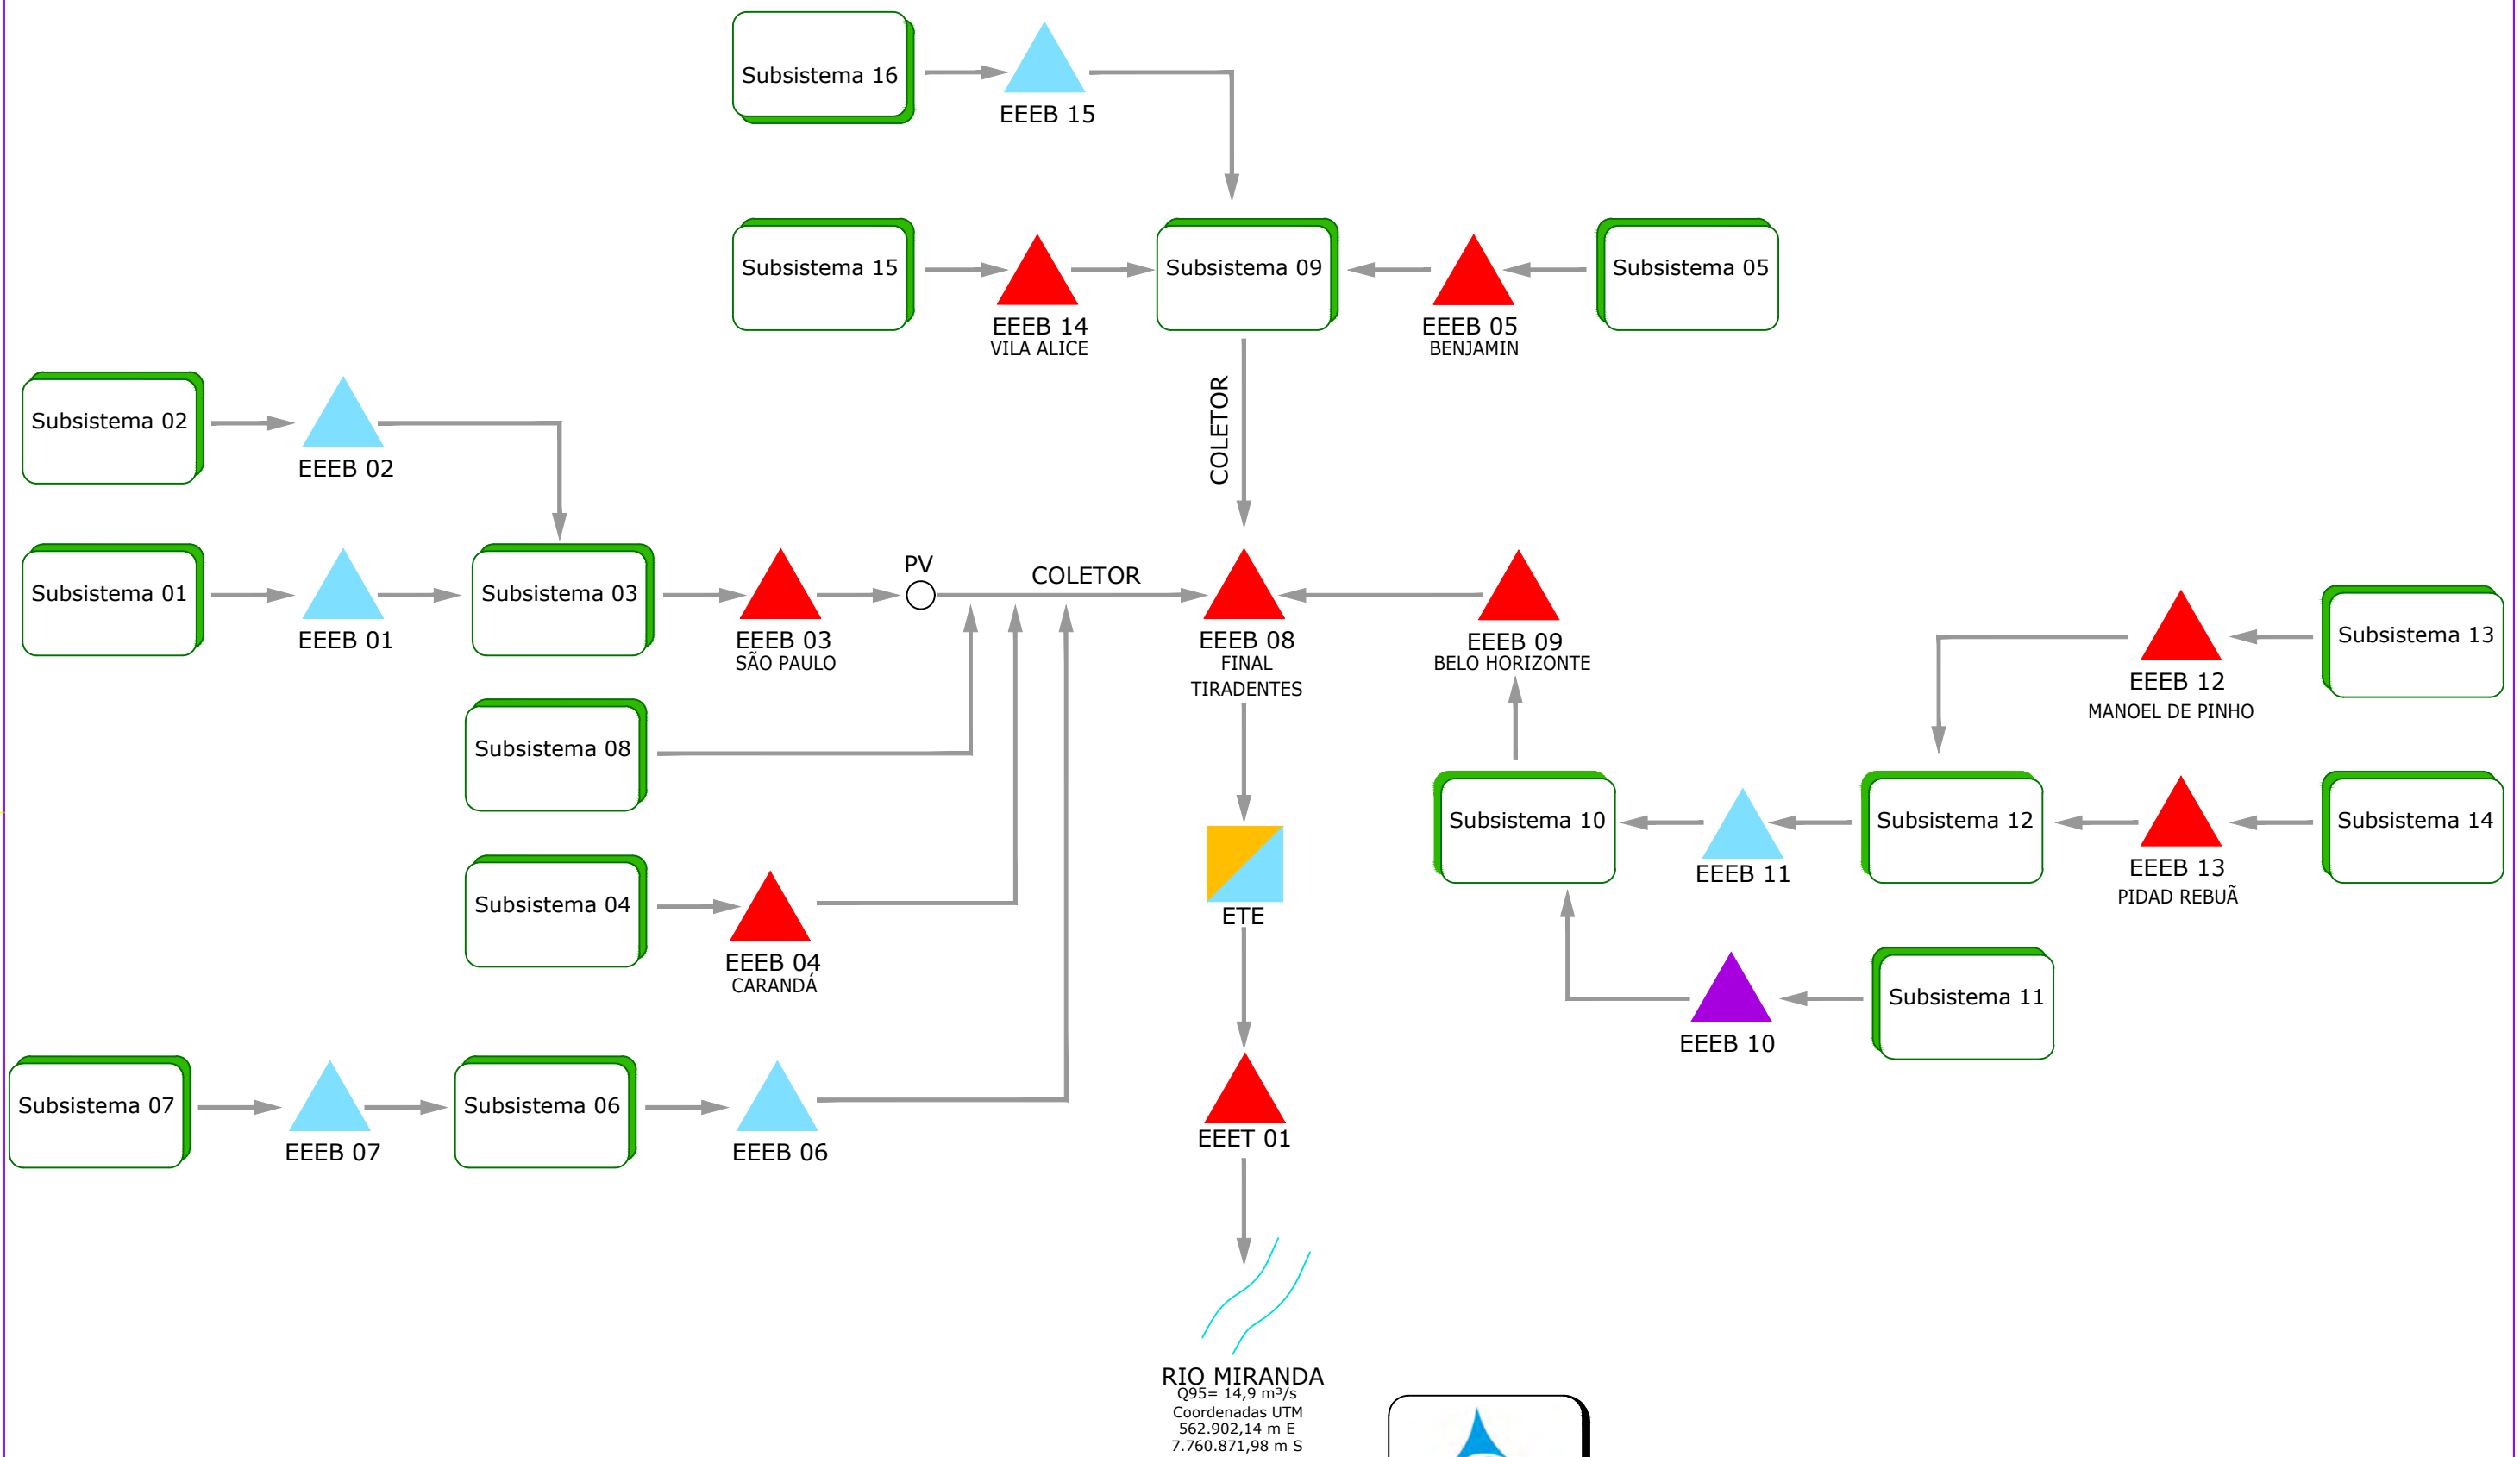 Subsistema 16
EEEB 15
Subsistema 15
EEEB 14
VILA ALICE
Subsistema 09
EEEB 05
BENJAMIN
Subsistema 05
COLETOR
Subsistema 02
EEEB 02
Subsistema 01
EEEB 01
Subsistema 03
EEEB 03
SÃO PAULO
PV
COLETOR
EEEB 08
FINAL
TIRADENTES
EEEB 09
BELO HORIZONTE
EEEB 12
MANOEL DE PINHO
Subsistema 13
Subsistema 08
Subsistema 10
EEEB 11
Subsistema 12
EEEB 13
PIDAD REBUÃ
Subsistema 14
Subsistema 04
EEEB 04
CARANDÁ
ETE
EEEB 10
Subsistema 11
Subsistema 07
EEEB 07
Subsistema 06
EEEB 06
EEET 01
RIO MIRANDA
Q95= 14,9 m³/s
Coordenadas UTM
562.902,14 m E
7.760.871,98 m S